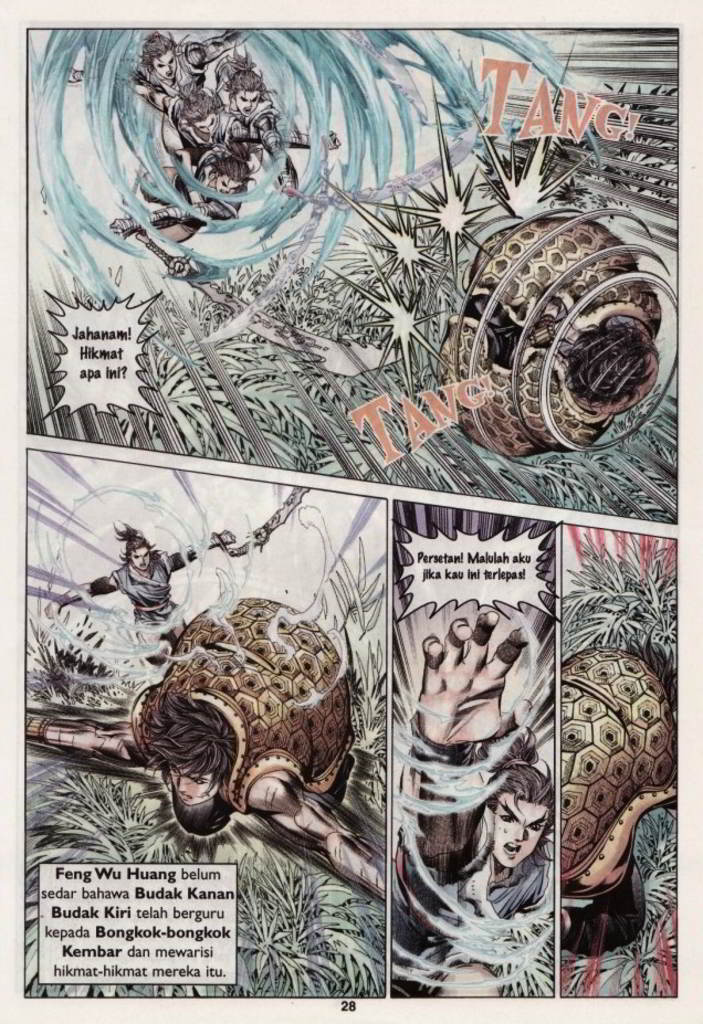 TANG!
Jahanam!
Hikmat
apa ini?
TANG!
Persetan! Malulah aku
jika kau ini terlepas!
Feng Wu Huang belum
sedar bahawa Budak Kanan
Budak Kiri telah berguru
kepada Bongkok-bongkok
Kembar dan mewarisi
hikmat-hikmat mereka itu.
28